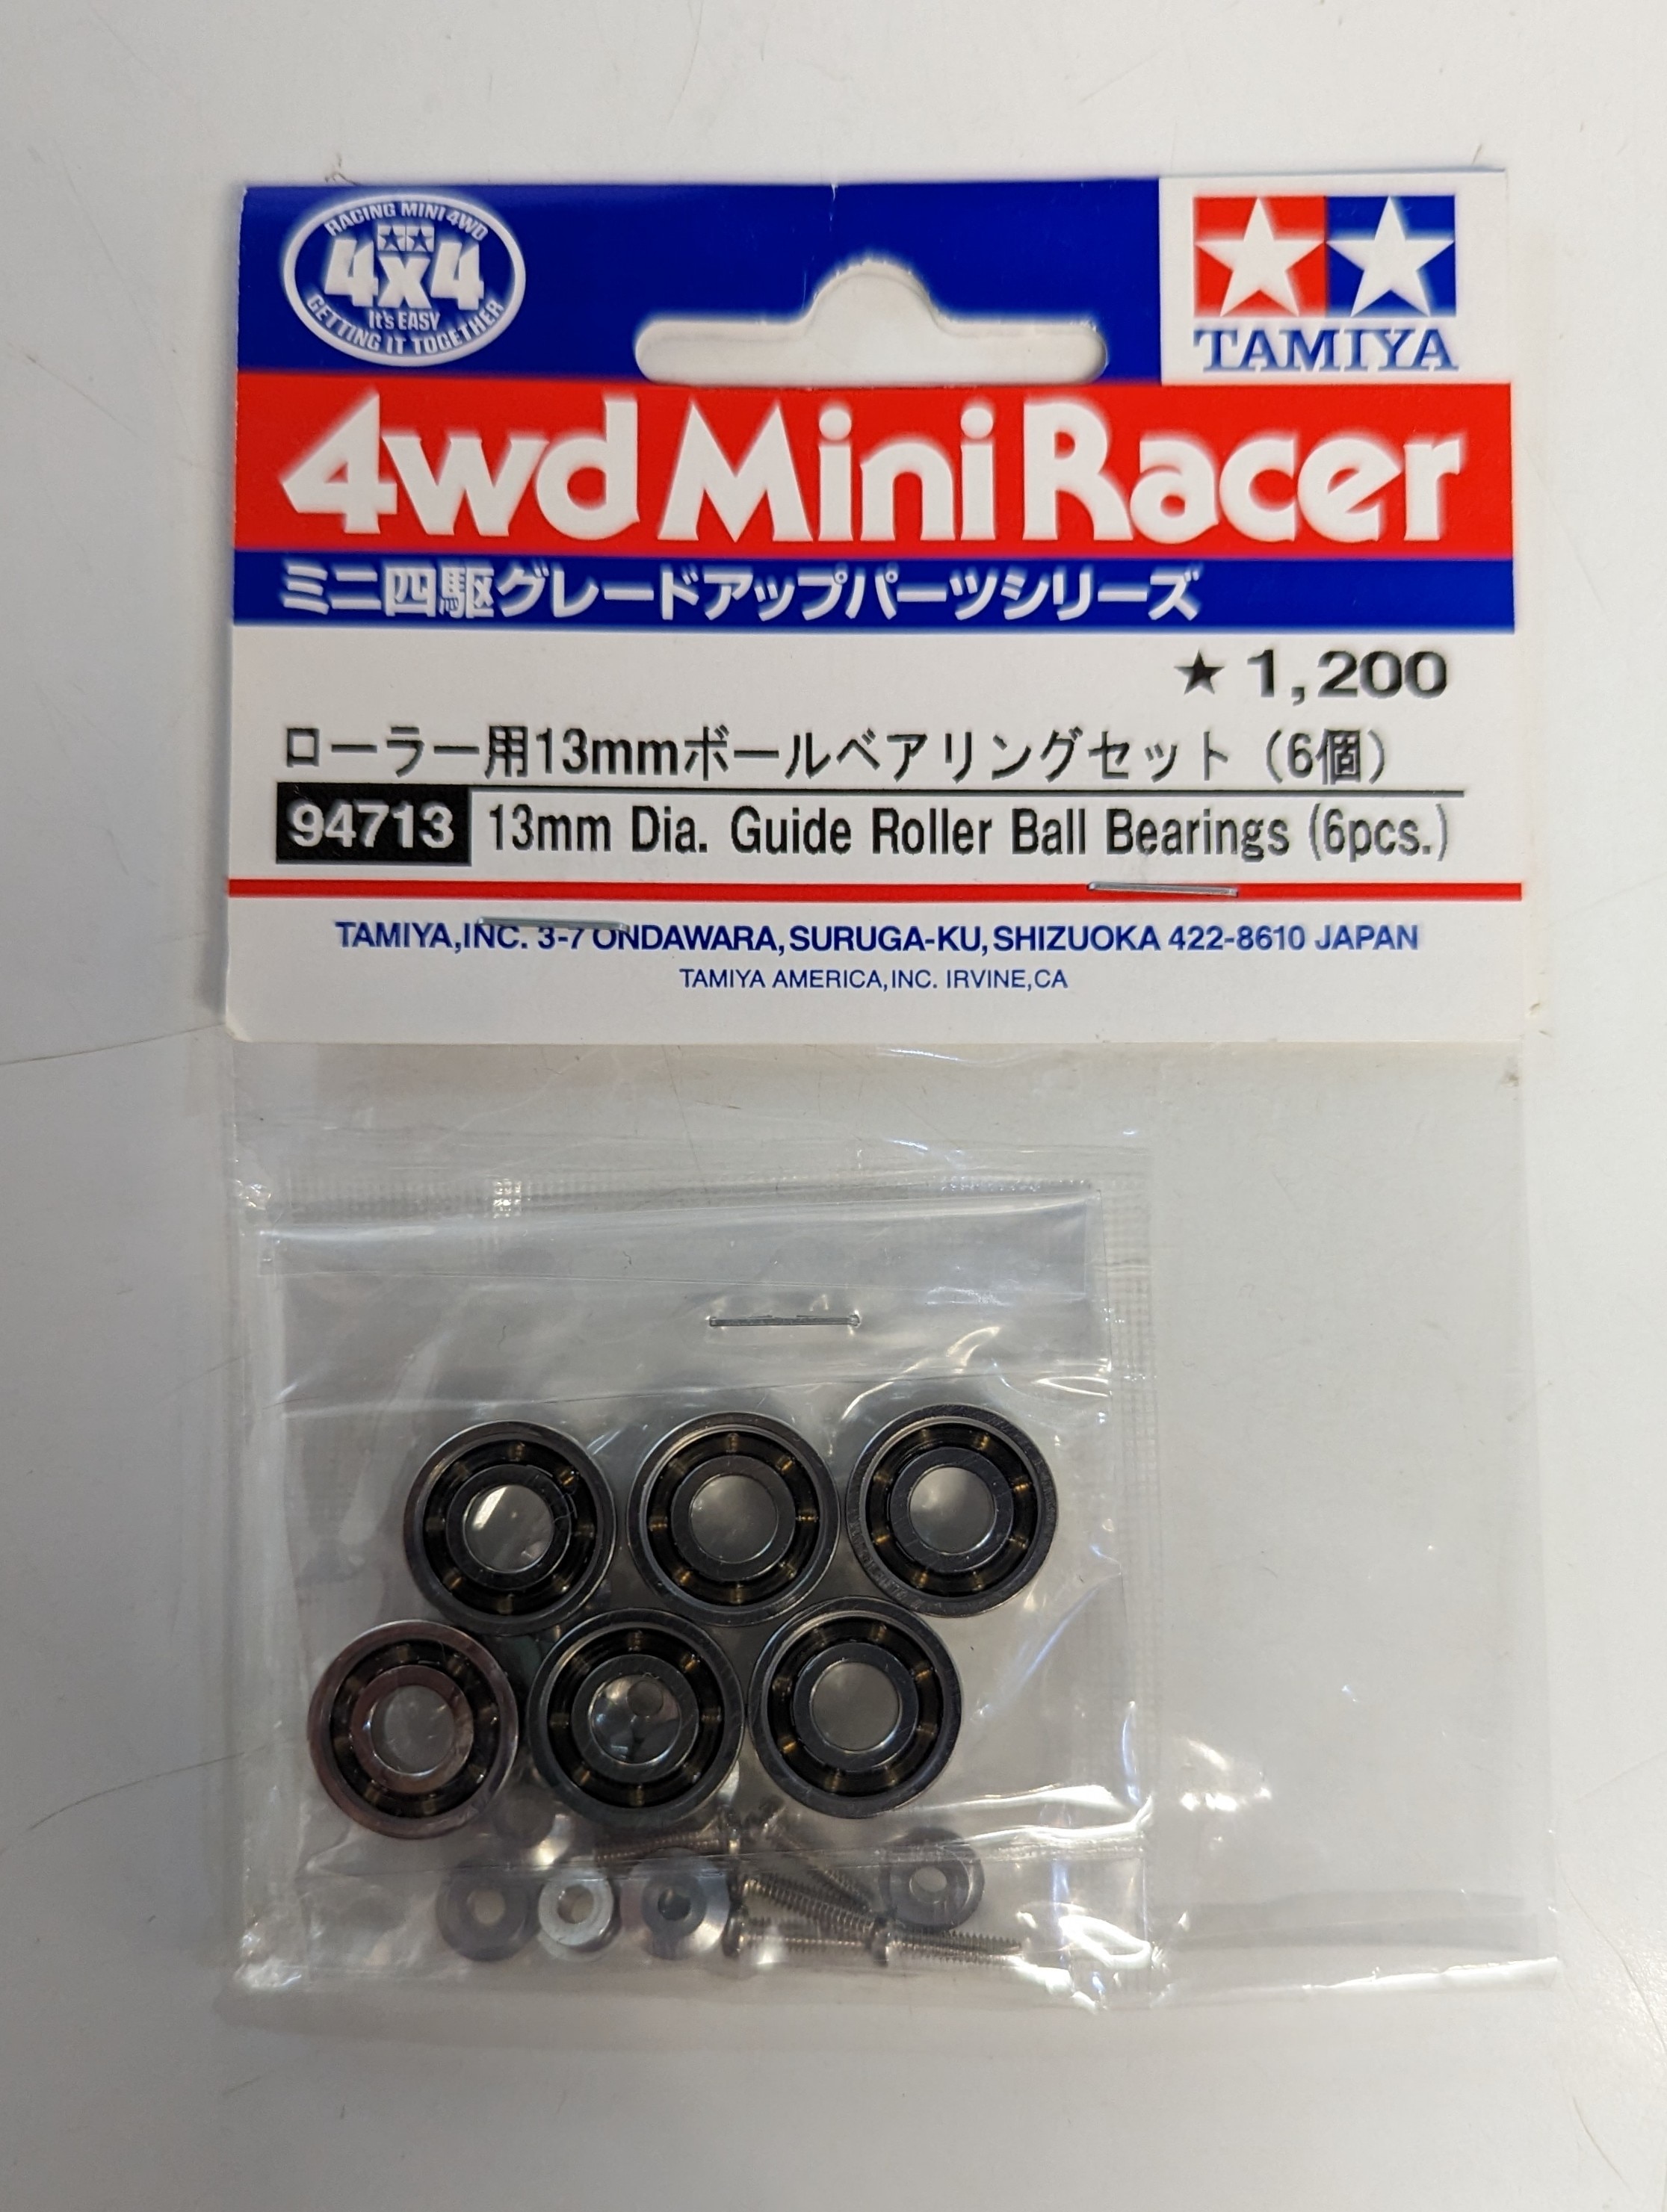 RACING MINI 4WD
4x4
It's EASY
GETTING IT TOGETHER
TAMIYA
4wd Mini Racer
ミニ四駆グレードアップパーツシリーズ
★ 1,200
ローラー用13mmボールベアリングセット（6個）
94713 13mm Dia. Guide Roller Ball Bearings (6pcs.)
TAMIYA,INC. 3-7 ONDAWARA, SURUGA-KU, SHIZUOKA 422-8610 JAPAN
TAMIYA AMERICA,INC. IRVINE,CA